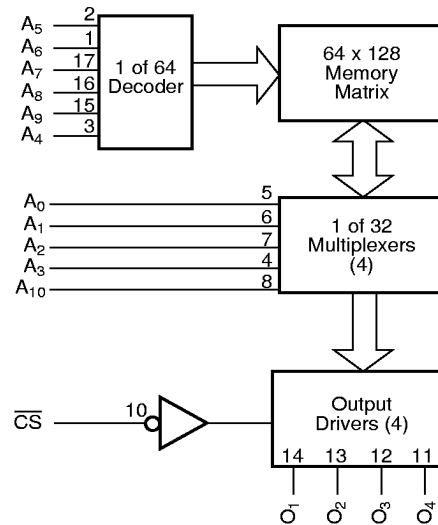 A5 2
A6 1
A7 17
A8 16
A9 15
A4 3
1 of 64
Decoder
64 x 128
Memory
Matrix
A0 5
A1 6
A2 7
A3 4
A10 8
1 of 32
Multiplexers
(4)
CS 10
Output
Drivers (4)
14 13 12 11
O1 O2 O3 O4